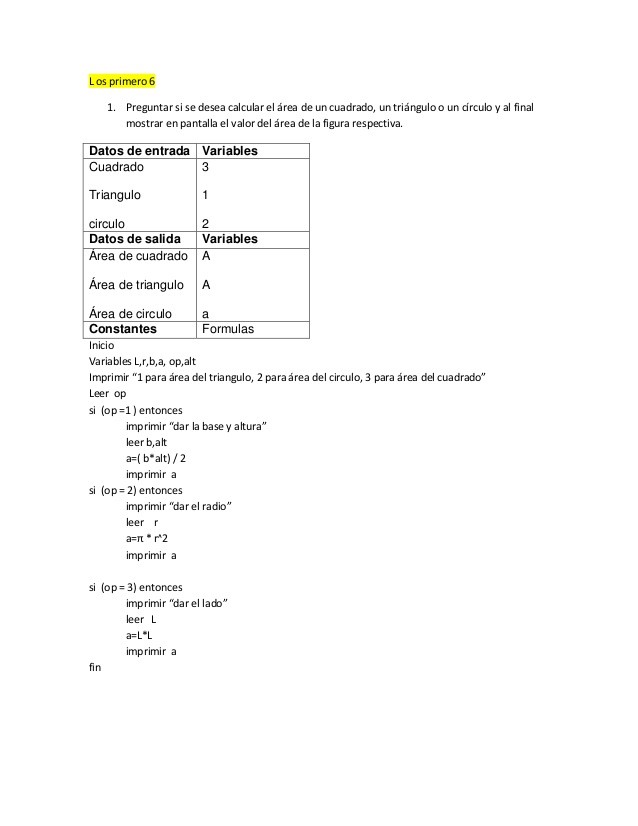 L os primero 6
1. Preguntar si se desea calcular el área de un cuadrado, un triángulo o un círculo y al final
mostrar en pantalla el valor del área de la figura respectiva.
Datos de entrada Variables
Cuadrado 3
Triangulo 1
circulo 2
Datos de salida Variables
Área de cuadrado A
Área de triangulo A
Área de circulo a
Constantes Formulas
Inicio
Variables L,r,b,a, op,alt
Imprimir “1 para área del triangulo, 2 para área del circulo, 3 para área del cuadrado”
Leer op
si (op =1 ) entonces
imprimir “dar la base y altura”
leer b,alt
a=( b*alt) / 2
imprimir a
si (op = 2) entonces
imprimir “dar el radio”
leer r
a=π * r^2
imprimir a
si (op = 3) entonces
imprimir “dar el lado”
leer L
a=L*L
imprimir a
fin